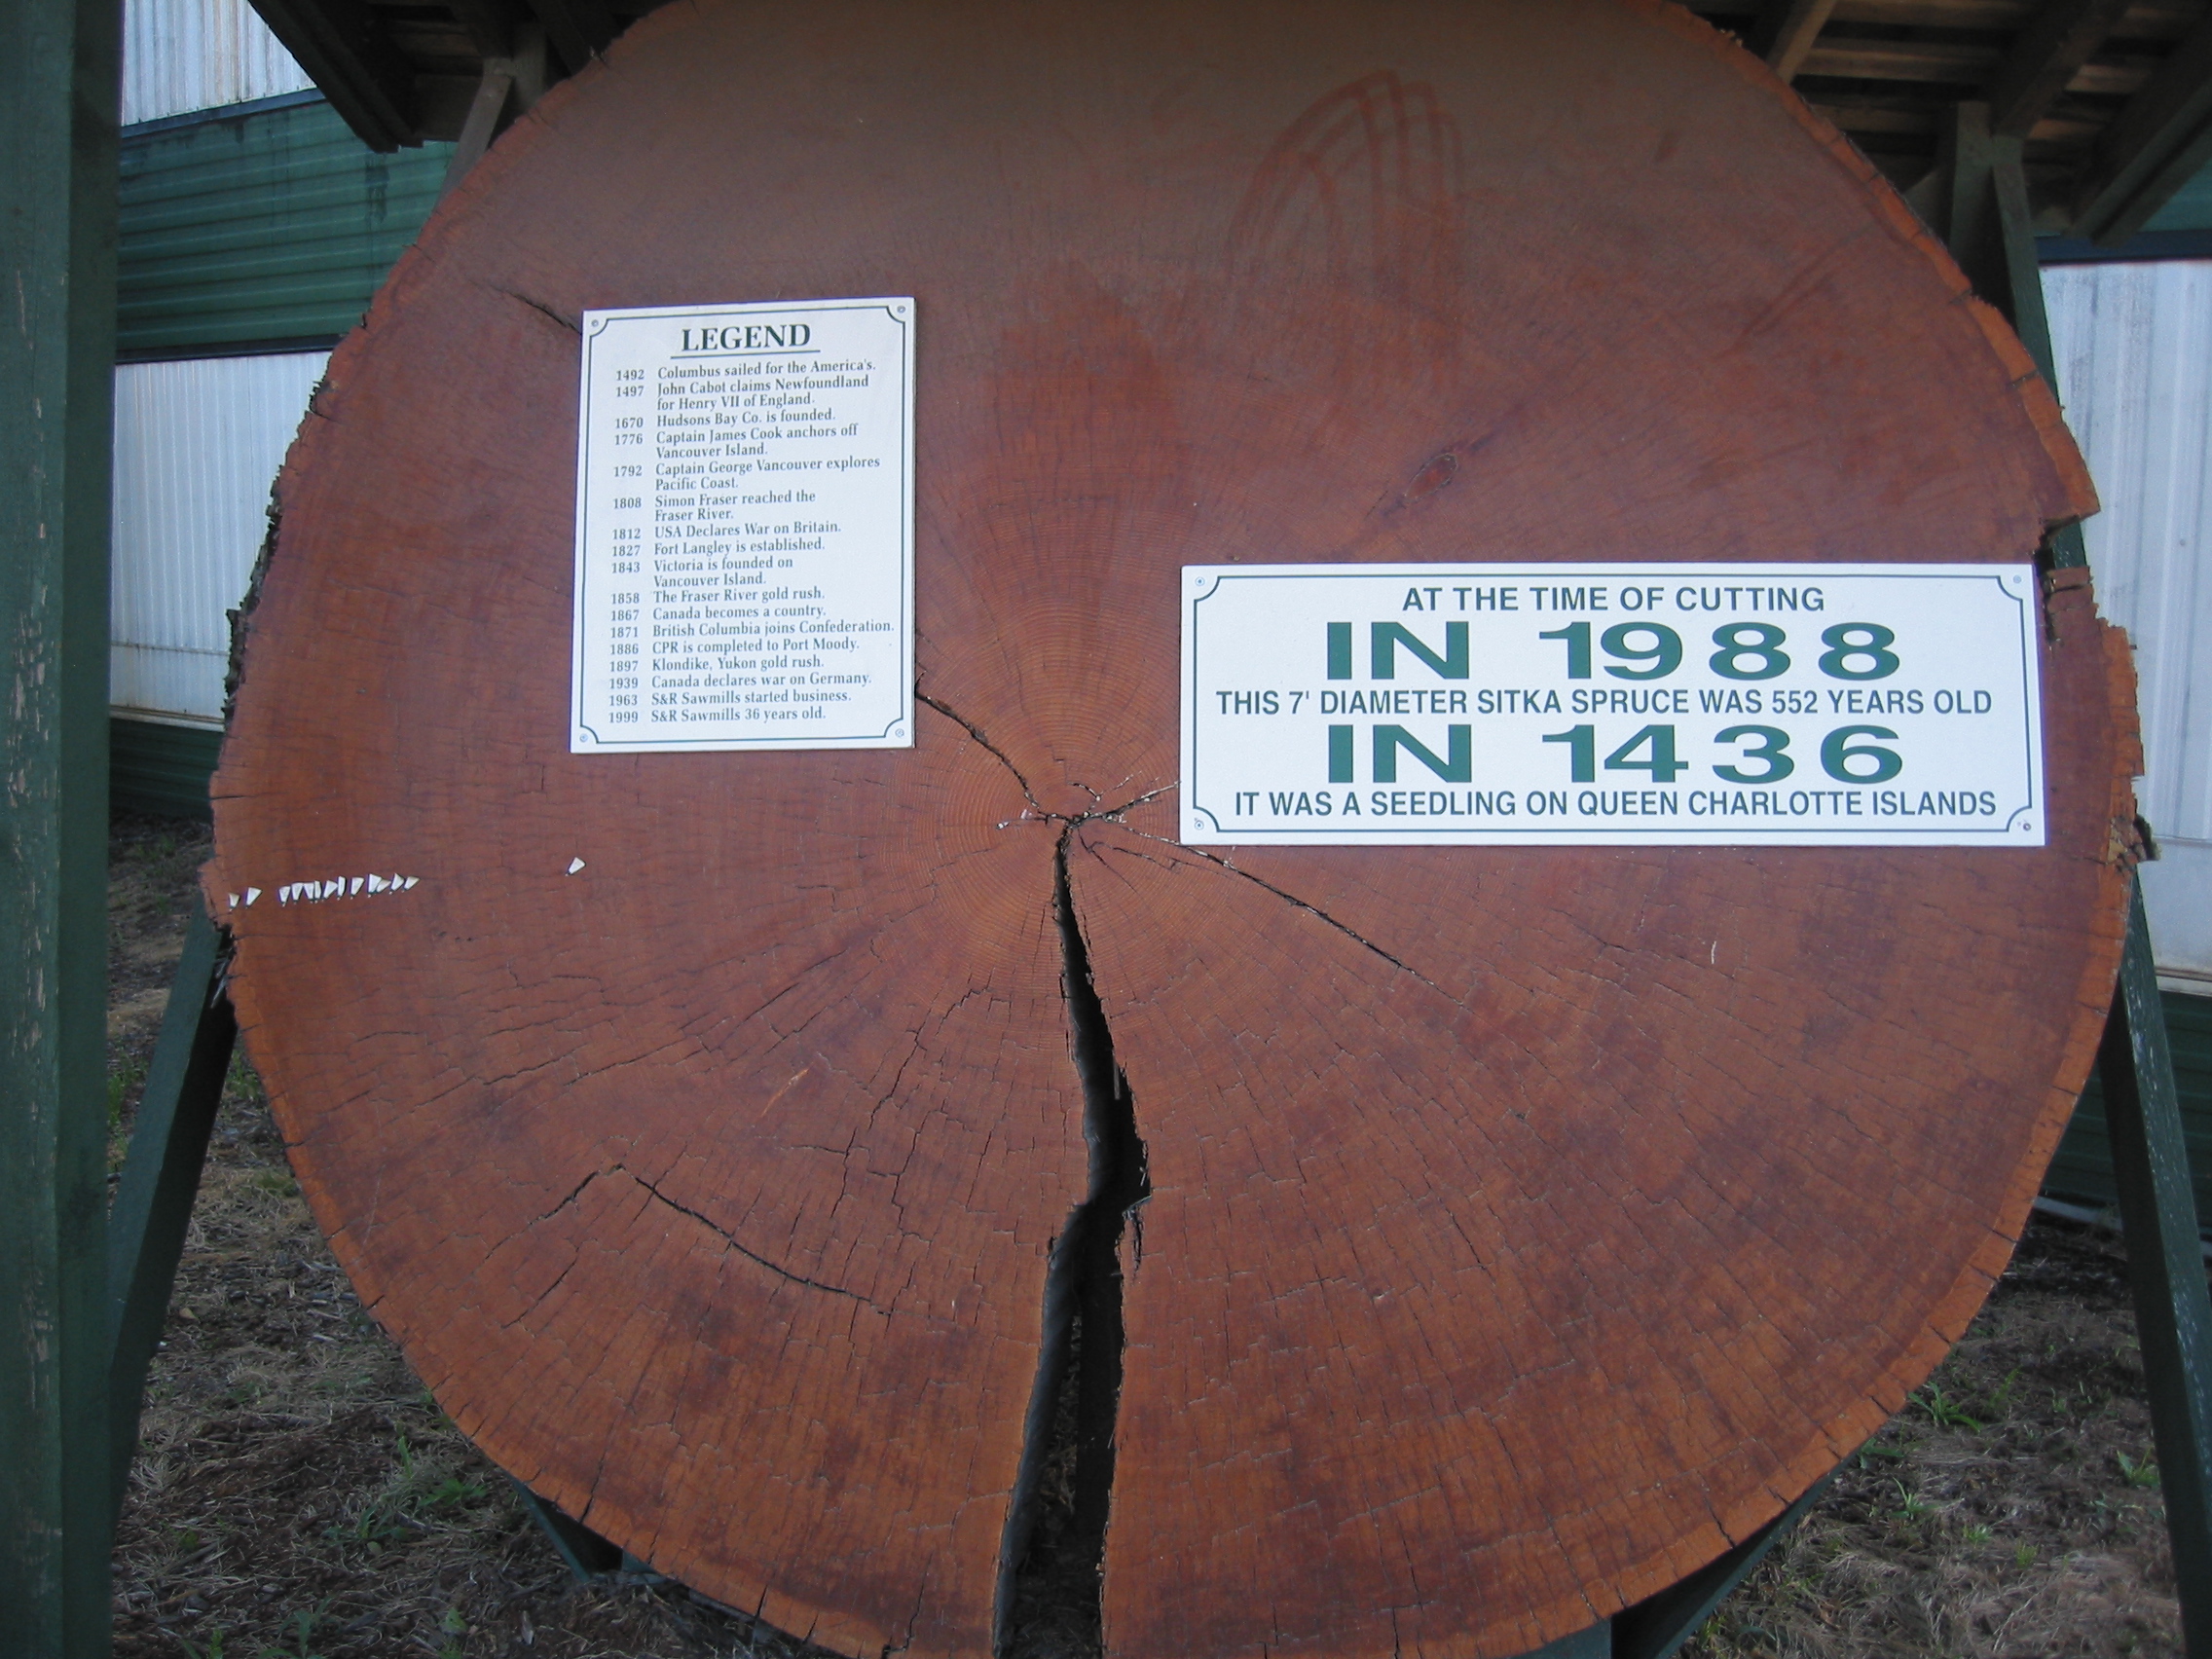 LEGEND
1492 Columbus sailed for the America's.
1497 John Cabot claims Newfoundland
for Henry VII of England.
1670 Hudsons Bay Co. is founded.
1776 Captain James Cook anchors off
Vancouver Island.
1792 Captain George Vancouver explores
Pacific Coast.
1808 Simon Fraser reached the
Fraser River.
1812 USA Declares War on Britain.
1827 Fort Langley is established.
1843 Victoria is founded on
Vancouver Island.
1858 The Fraser River gold rush.
1867 Canada becomes a country.
1871 British Columbia joins Confederation.
1886 CPR is completed to Port Moody.
1897 Klondike, Yukon gold rush.
1939 Canada declares war on Germany.
1963 S&R Sawmills started business.
1999 S&R Sawmills 36 years old.
AT THE TIME OF CUTTING
IN 1988
THIS 7' DIAMETER SITKA SPRUCE WAS 552 YEARS OLD
IN 1436
IT WAS A SEEDLING ON QUEEN CHARLOTTE ISLANDS